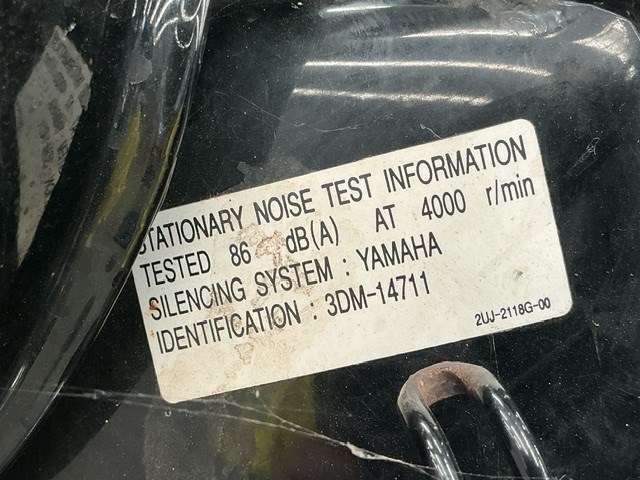 STATIONARY NOISE TEST INFORMATION
TESTED 86 dB(A) AT 4000 r/min
SILENCING SYSTEM : YAMAHA
IDENTIFICATION : 3DM-14711
2UJ-2118G-00